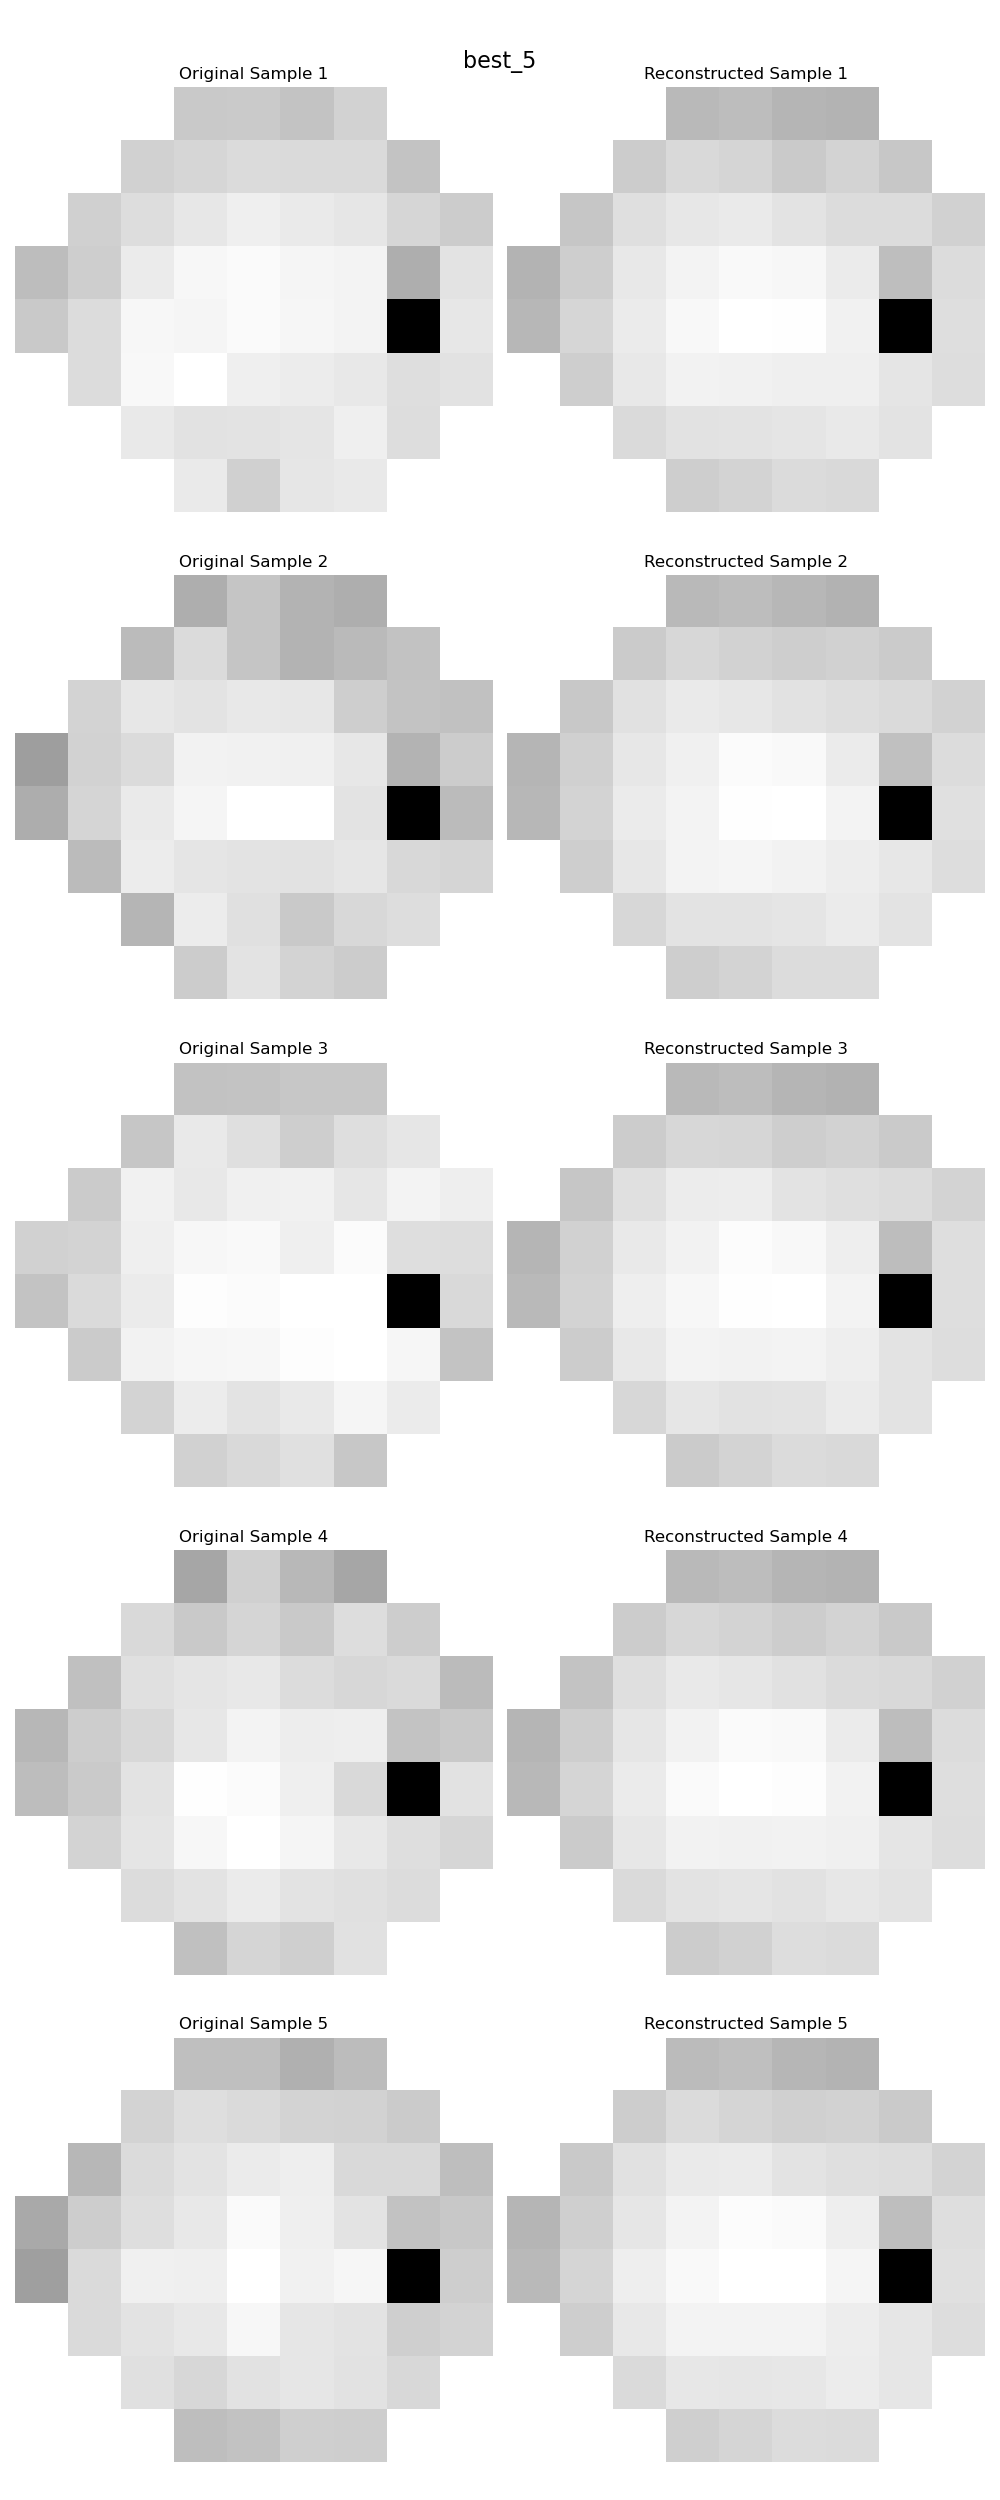 best_5
Original Sample 1
Reconstructed Sample 1
Original Sample 2
Reconstructed Sample 2
Original Sample 3
Reconstructed Sample 3
Original Sample 4
Reconstructed Sample 4
Original Sample 5
Reconstructed Sample 5